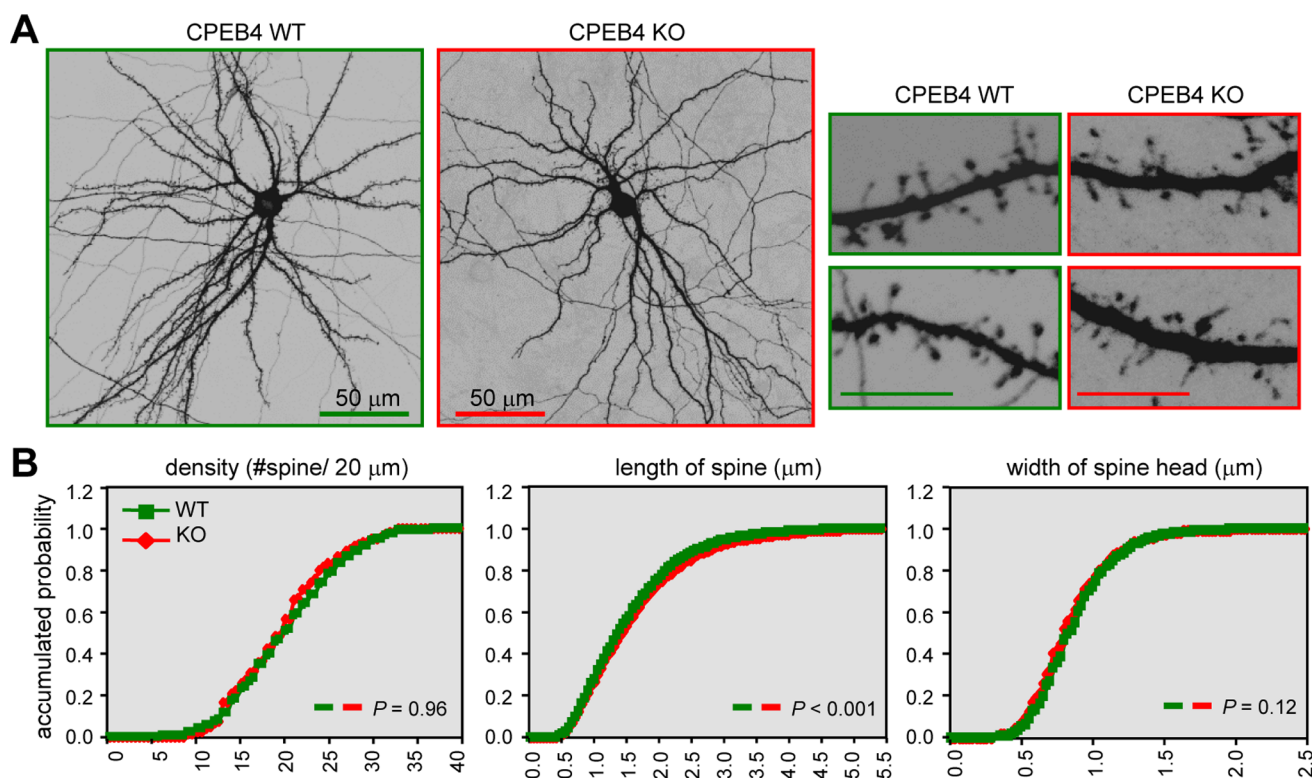 A
CPEB4 WT
CPEB4 KO
CPEB4 WT
CPEB4 KO
50 μm
50 μm
B
density (#spine/ 20 μm)
length of spine (μm)
width of spine head (μm)
accumulated probability
1.2
1.0
0.8
0.6
0.4
0.2
0.0
WT
KO
P = 0.96
0
5
10
15
20
25
30
35
40
1.2
1.0
0.8
0.6
0.4
0.2
0.0
P < 0.001
0.0
0.5
1.0
1.5
2.0
2.5
3.0
3.5
4.0
4.5
5.0
5.5
1.2
1.0
0.8
0.6
0.4
0.2
0.0
P = 0.12
0.0
0.5
1.0
1.5
2.0
2.5